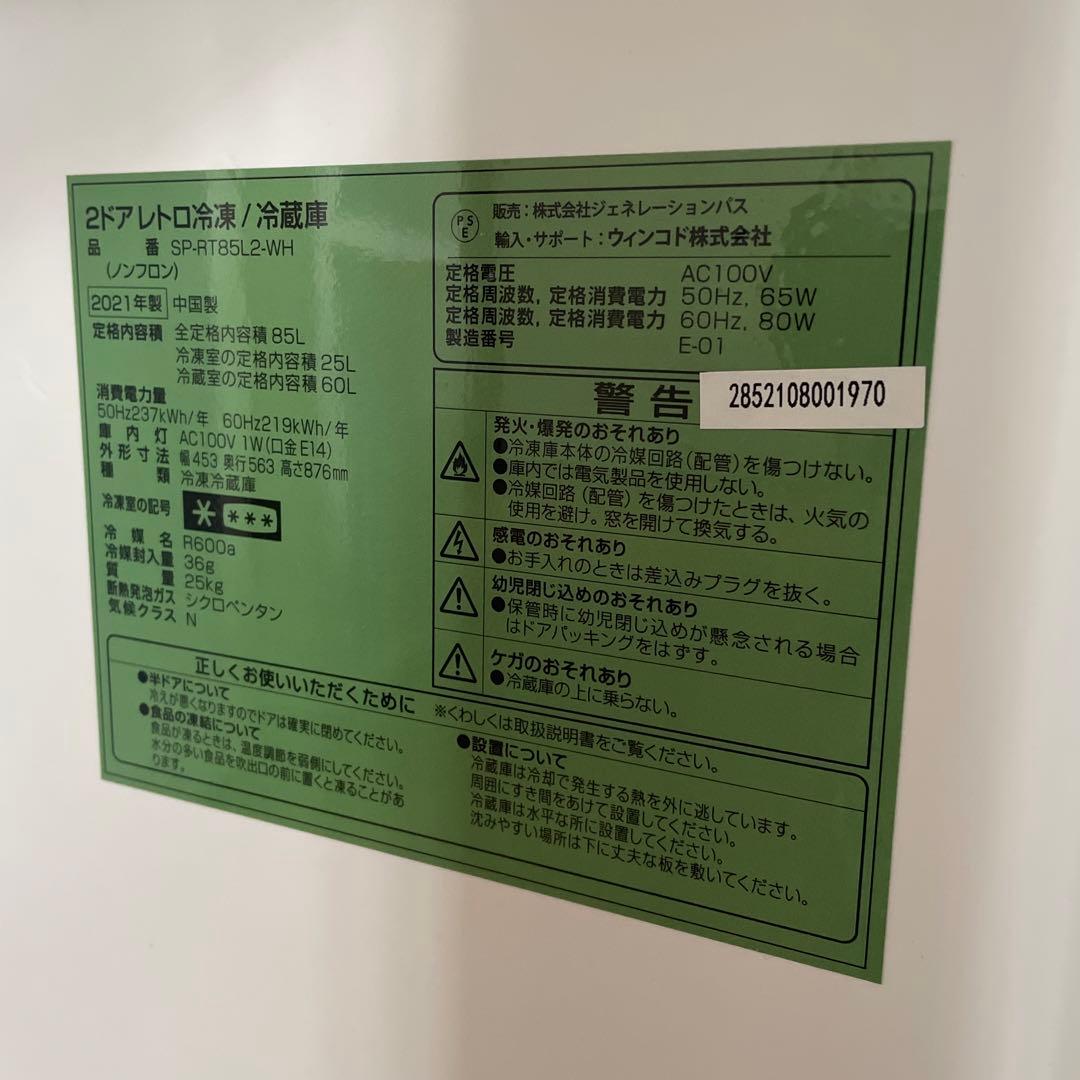 2ドアレトロ冷凍/冷蔵庫
品番 SP-RT85L2-WH
(ノンフロン)
2021年製 中国製
定格内容積 全定格内容積 85L
冷凍室の定格内容積 25L
冷蔵室の定格内容積 60L
消費電力量
50Hz237kWh/年 60Hz219kWh/年
庫内灯 AC100V 1W(口金E14)
外形寸法 幅453 奥行563 高さ876mm
種類 冷凍冷蔵庫
冷凍室の記号 * ***
冷媒名 R600a
冷媒封入量 36g
質量 25kg
断熱発泡ガス シクロペンタン
気候クラス N
PSE
販売:株式会社ジェネレーションパス
輸入・サポート:ウィンコド株式会社
定格電圧 AC100V
定格周波数, 定格消費電力 50Hz, 65W
定格周波数, 定格消費電力 60Hz, 80W
製造番号 E-01
2852108001970
警告
発火・爆発のおそれあり
●冷凍庫本体の冷媒回路(配管)を傷つけない。
●庫内では電気製品を使用しない。
●冷媒回路(配管)を傷つけたときは、火気の
使用を避け。窓を開けて換気する。
感電のおそれあり
●お手入れのときは差込みプラグを抜く。
幼児閉じ込めのおそれあり
●保管時に幼児閉じ込めが懸念される場合
はドアパッキングをはずす。
ケガのおそれあり
●冷蔵庫の上に乗らない。
正しくお使いいただくために
※くわしくは取扱説明書をご覧ください。
●半ドアについて
冷えが悪くなりますのでドアは確実に閉めてください。
●食品の凍結について
食品が凍るときは、温度調節を弱側にしてください。
水分の多い食品を吹出口の前に置くと凍ることがあ
ります。
●設置について
冷蔵庫は冷却で発生する熱を外に逃しています。
周囲にすき間をあけて設置してください。
冷蔵庫は水平な所に設置してください。
沈みやすい場所は下に丈夫な板を敷いてください。